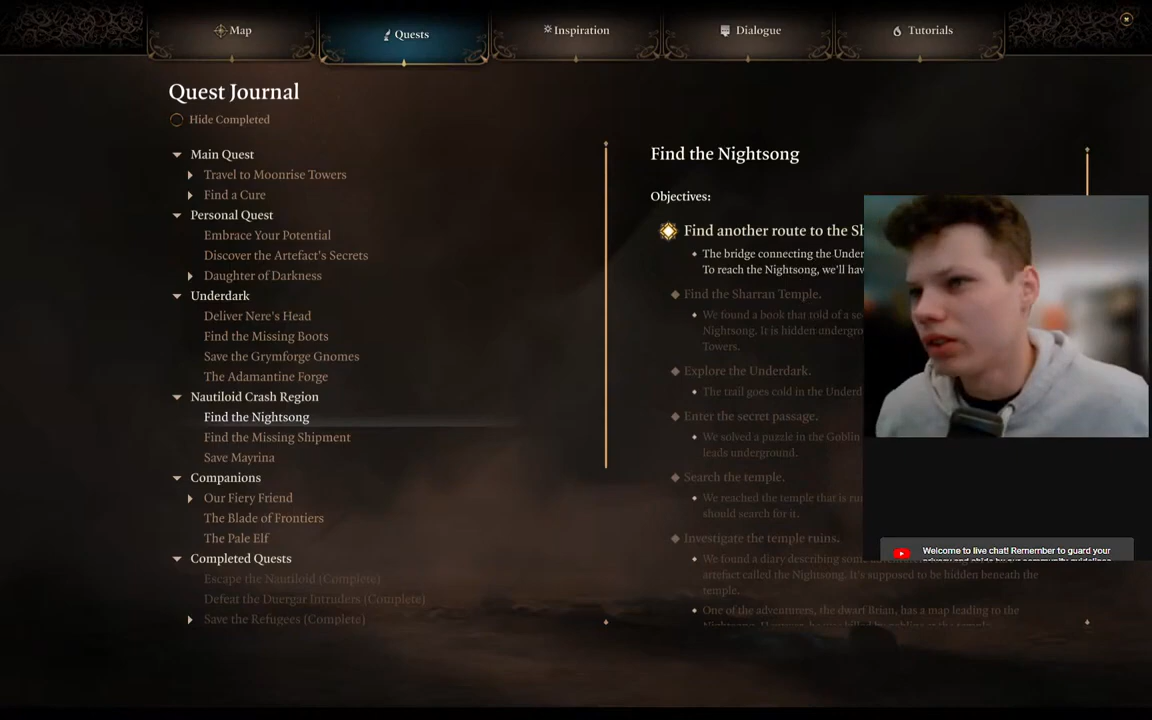 Map
Quests
Inspiration
Dialogue
Tutorials
Quest Journal
Hide Completed
Main Quest
Travel to Moonrise Towers
Find a Cure
Personal Quest
Embrace Your Potential
Discover the Artefact's Secrets
Daughter of Darkness
Underdark
Deliver Nere's Head
Find the Missing Boots
Save the Grymforge Gnomes
The Adamantine Forge
Nautiloid Crash Region
Find the Nightsong
Find the Missing Shipment
Save Mayrina
Companions
Our Fiery Friend
The Blade of Frontiers
The Pale Elf
Completed Quests
Escape the Nautiloid (Complete)
Defeat the Duergar Intruders (Complete)
Save the Refugees (Complete)
Find the Nightsong
Objectives:
Find another route to the Sh
The bridge connecting the Under
To reach the Nightsong, we'll hav
Find the Sharran Temple.
We found a book that told of a se
Nightsong. It is hidden undergro
Towers.
Explore the Underdark.
The trail goes cold in the Underd
Enter the secret passage.
We solved a puzzle in the Goblin
leads underground.
Search the temple.
We reached the temple that is ru
should search for it.
Investigate the temple ruins.
We found a diary describing som
artefact called the Nightsong. It's supposed to be hidden beneath the
temple.
One of the adventurers, the dwarf Brian, has a map leading to the
Welcome to live chat! Remember to guard your
privacy and abide by our community guidelines.